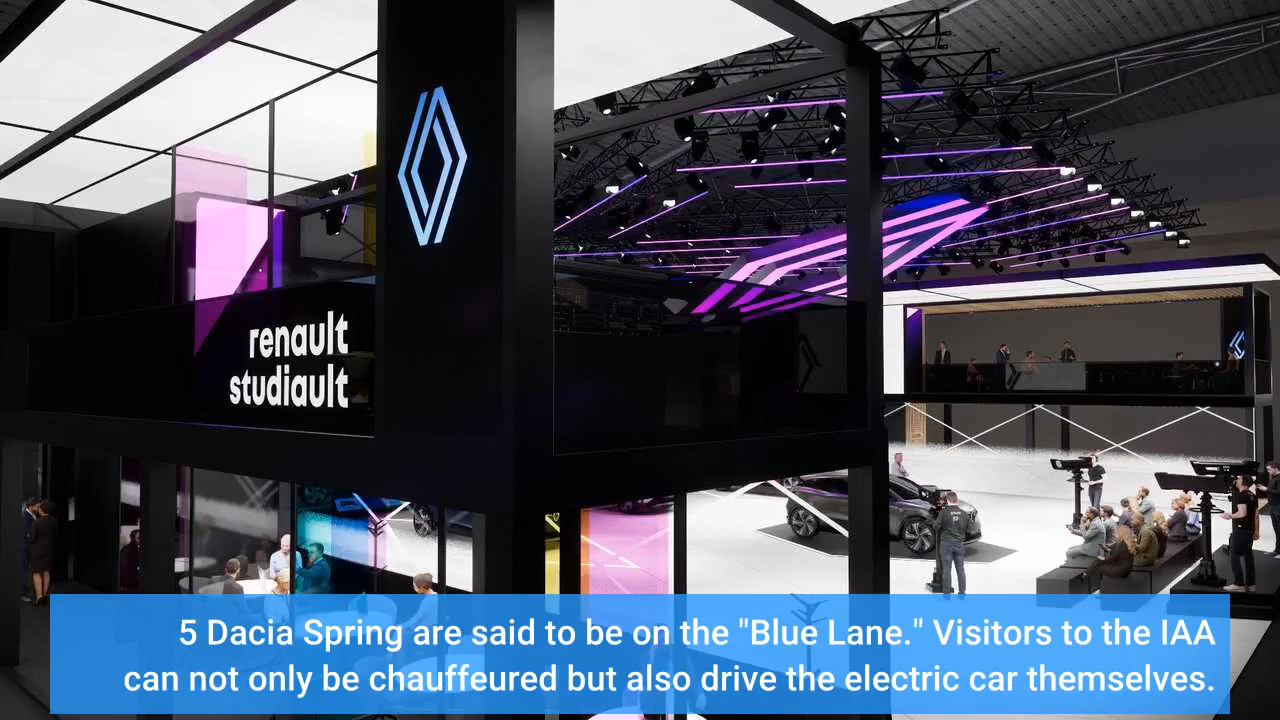 renault
studiault
5 Dacia Spring are said to be on the "Blue Lane." Visitors to the IAA
can not only be chauffeured but also drive the electric car themselves.